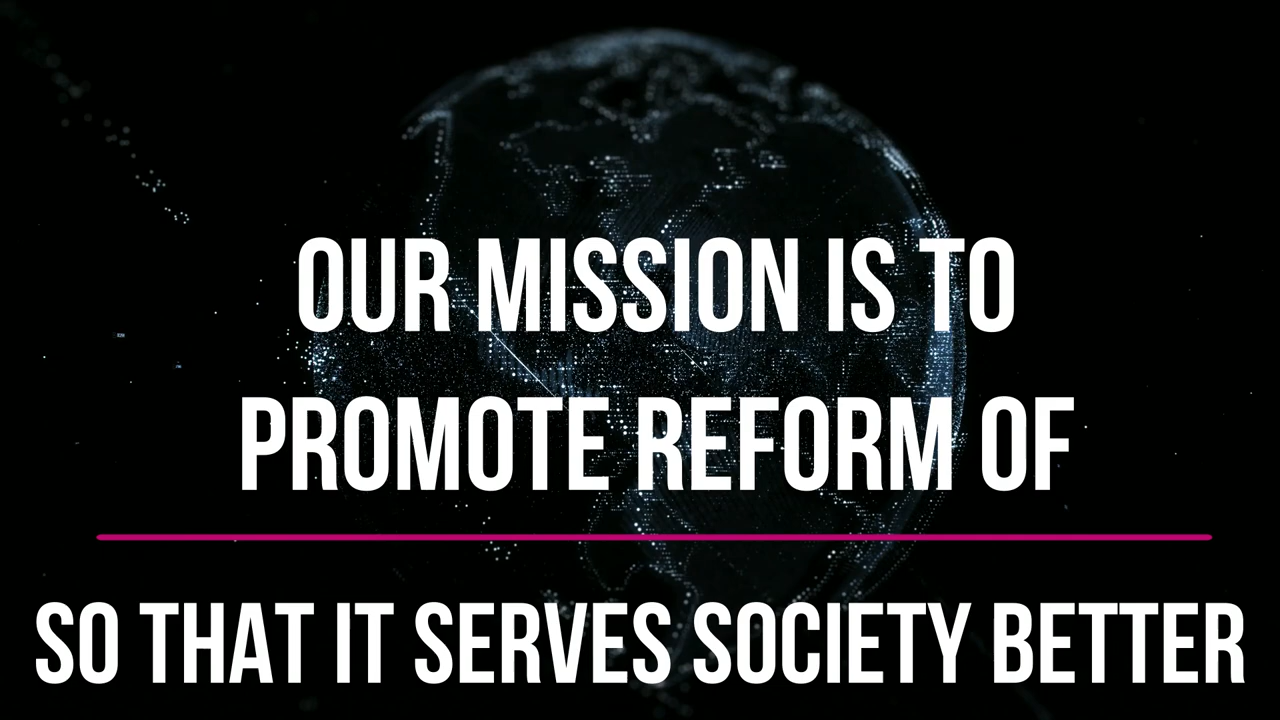 OUR MISSION IS TO
PROMOTE REFORM OF
SO THAT IT SERVES SOCIETY BETTER